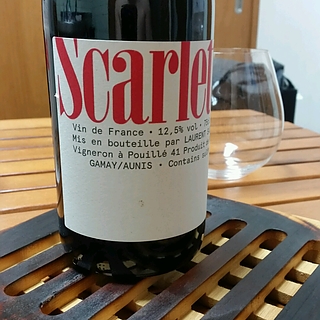 Scarlet
Vin de France • 12,5% vol •
Mis en bouteille par LAURENT
Vigneron à Pouillé 41 Produit
GAMAY/AUNIS • Contains